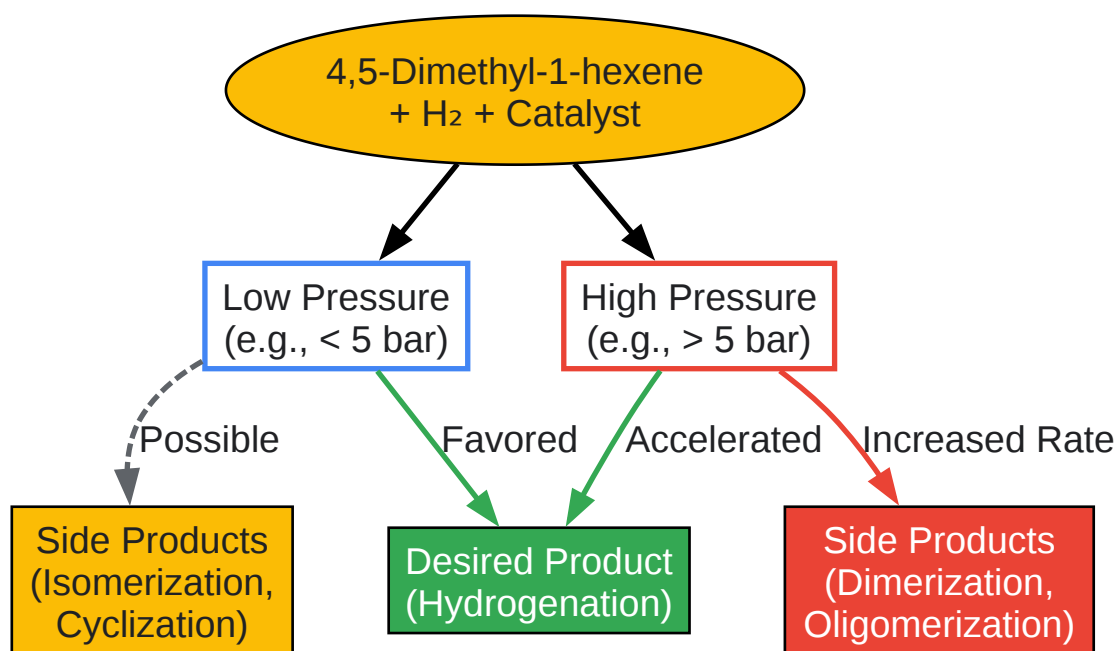 4,5-Dimethyl-1-hexene
+ H₂ + Catalyst
Low Pressure
(e.g., < 5 bar)
High Pressure
(e.g., > 5 bar)
Possible
Favored
Accelerated
Increased Rate
Side Products
(Isomerization,
Cyclization)
Desired Product
(Hydrogenation)
Side Products
(Dimerization,
Oligomerization)